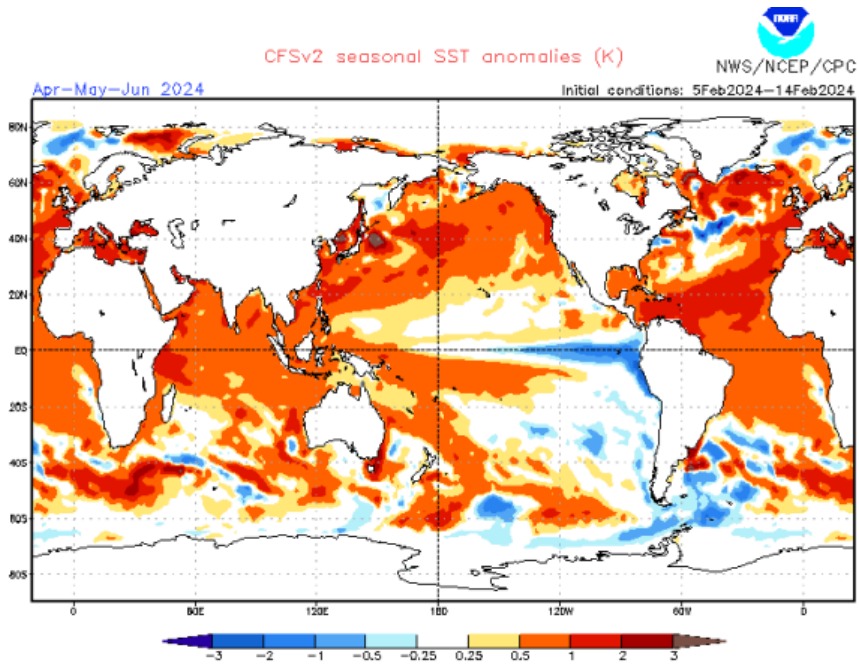 noaa
CFSv2 seasonal SST anomalies (K)
NWS/NCEP/CPC
Apr-May-Jun 2024
Initial conditions: 5Feb2024-14Feb2024
80N
60N
40N
20N
EQ
20S
40S
60S
80S
0 60E 120E 180 120W 60W 0
-3 -2 -1 -0.5 -0.25 0.25 0.5 1 2 3